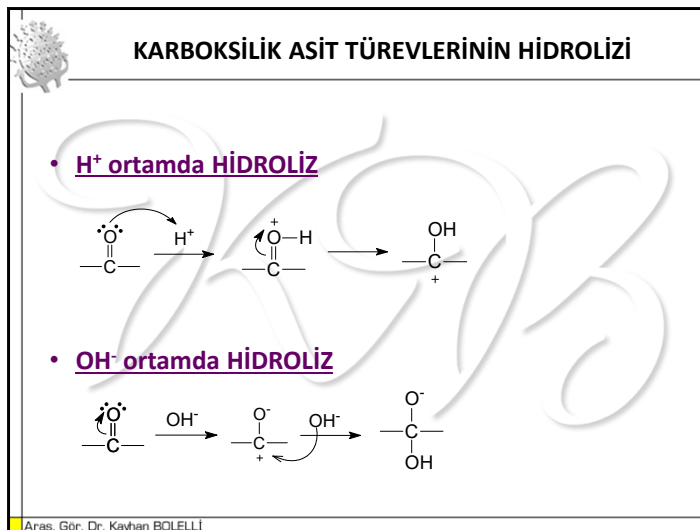 KARBOKSİLİK ASİT TÜREVLERİNİN HİDROLİZİ
• H⁺ ortamda HİDROLİZ
O
C
H⁺
+
O–H
C
OH
C
+
• OH⁻ ortamda HİDROLİZ
O
C
OH⁻
O⁻
C
+
OH⁻
O⁻
C
OH
KB
Araş. Gör. Dr. Kayhan BOLELLİ